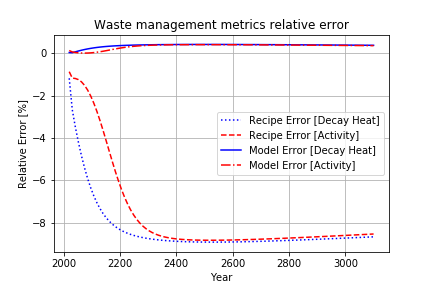 Waste management metrics relative error
Relative Error [%]
0
−2
−4
−6
−8
Recipe Error [Decay Heat]
Recipe Error [Activity]
Model Error [Decay Heat]
Model Error [Activity]
2000 2200 2400 2600 2800 3000
Year